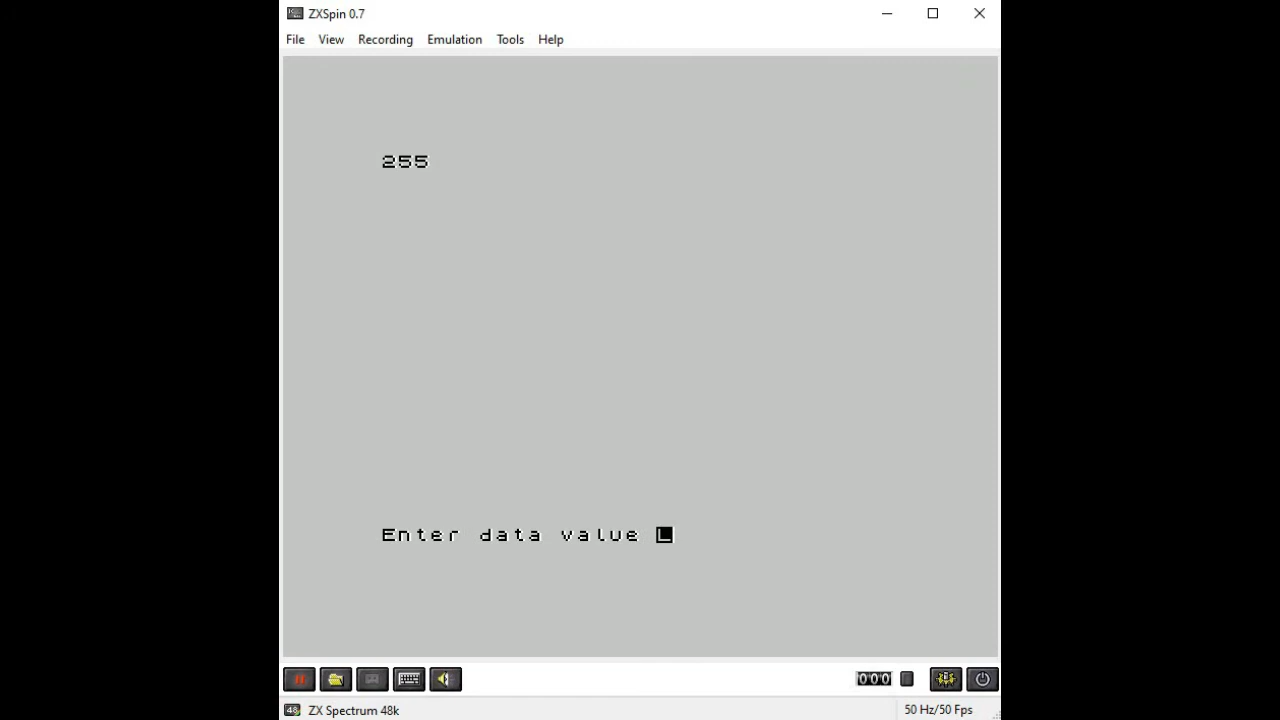 ZXSpin 0.7
File View Recording Emulation Tools Help
255
Enter data value L
000
48 ZX Spectrum 48k
50 Hz/50 Fps